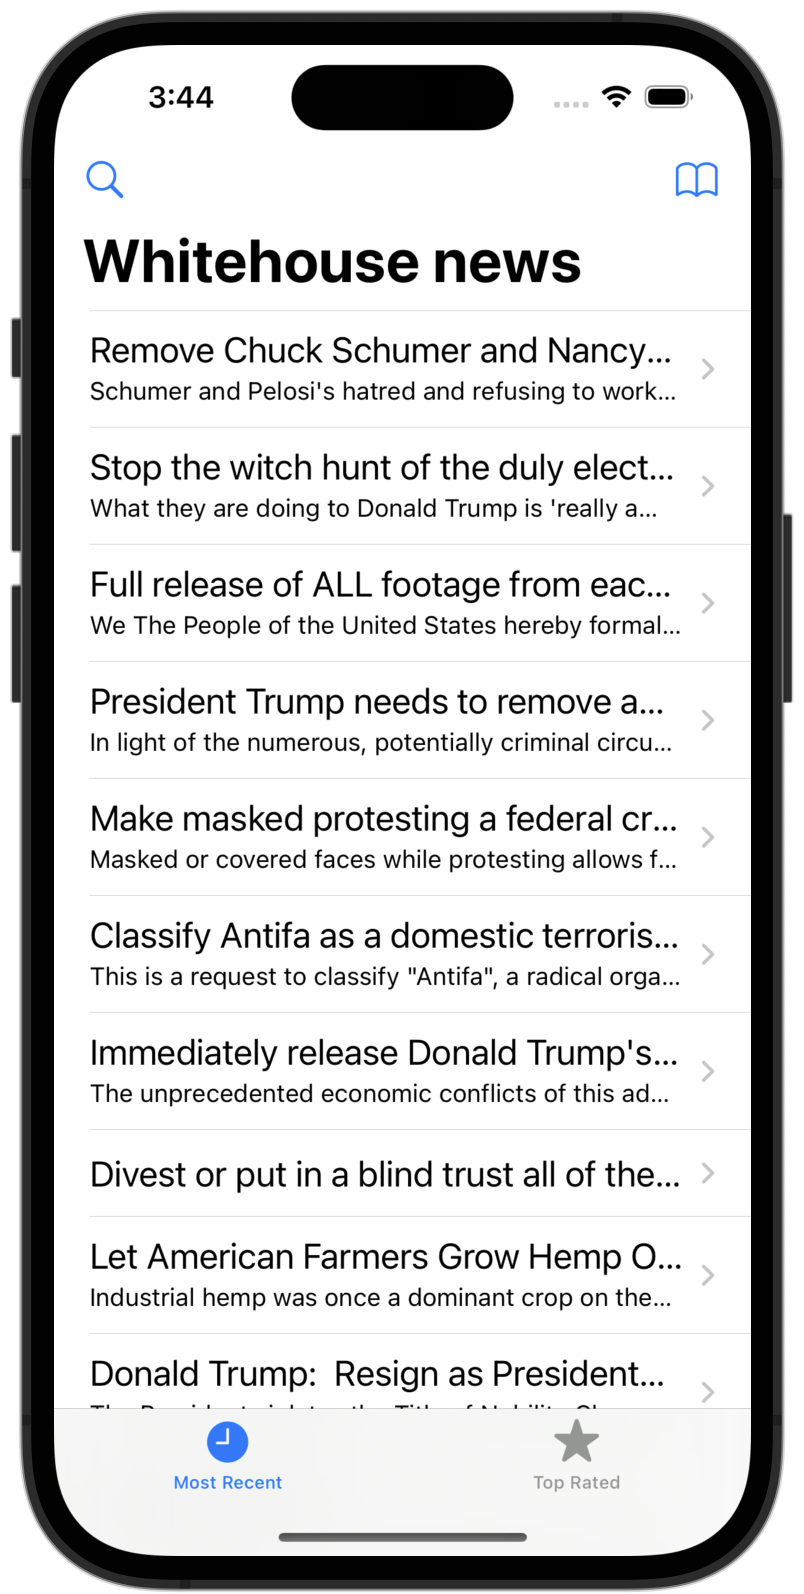 3:44
Whitehouse news
Remove Chuck Schumer and Nancy...
Schumer and Pelosi's hatred and refusing to work...
Stop the witch hunt of the duly elect...
What they are doing to Donald Trump is 'really a...
Full release of ALL footage from eac...
We The People of the United States hereby formal...
President Trump needs to remove a...
In light of the numerous, potentially criminal circu...
Make masked protesting a federal cr...
Masked or covered faces while protesting allows f...
Classify Antifa as a domestic terroris...
This is a request to classify "Antifa", a radical orga...
Immediately release Donald Trump's...
The unprecedented economic conflicts of this ad...
Divest or put in a blind trust all of the...
Let American Farmers Grow Hemp O...
Industrial hemp was once a dominant crop on the...
Donald Trump:  Resign as President...
Most Recent
Top Rated